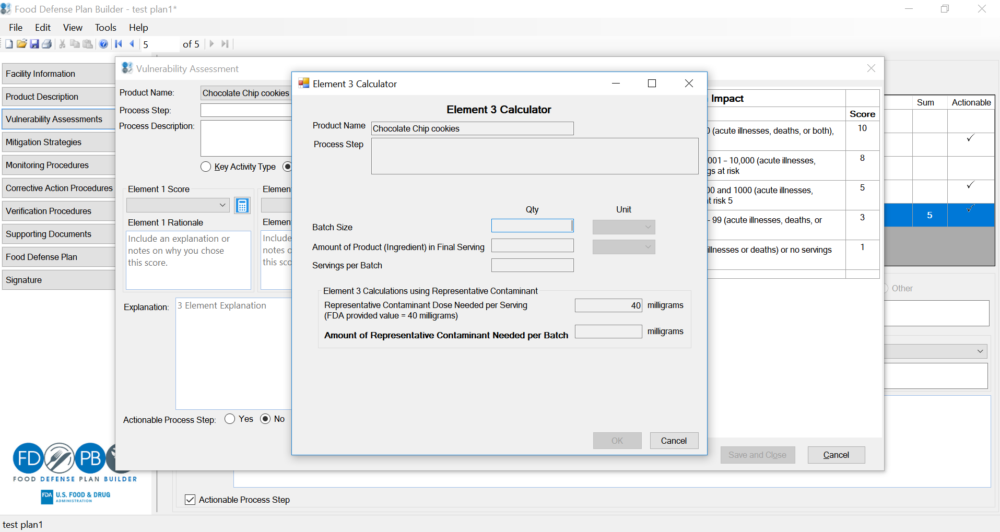 Food Defense Plan Builder - test plan1*
File Edit View Tools Help
5 of 5
Facility Information
Product Description
Vulnerability Assessments
Mitigation Strategies
Monitoring Procedures
Corrective Action Procedures
Verification Procedures
Supporting Documents
Food Defense Plan
Signature
FD PB
FOOD DEFENSE PLAN BUILDER
FDA U.S. FOOD & DRUG
ADMINISTRATION
Vulnerability Assessment
Product Name: Chocolate Chip cookies
Process Step:
Process Description:
Key Activity Type
Element 1 Score
Element 1 Rationale
Include an explanation or
notes on why you chose
this score.
Elemen
Elemen
Include
notes
this sco
Explanation: 3 Element Explanation
Actionable Process Step: Yes No
Element 3 Calculator
Element 3 Calculator
Product Name Chocolate Chip cookies
Process Step
Qty Unit
Batch Size
Amount of Product (Ingredient) in Final Serving
Servings per Batch
Element 3 Calculations using Representative Contaminant
Representative Contaminant Dose Needed per Serving 40 milligrams
(FDA provided value = 40 milligrams)
Amount of Representative Contaminant Needed per Batch milligrams
OK Cancel
Impact
Score
(acute illnesses, deaths, or both), 10
001 - 10,000 (acute illnesses, 8
gs at risk
00 and 1000 (acute illnesses, 5
t risk 5
- 99 (acute illnesses, deaths, or 3
illnesses or deaths) or no servings 1
Save and Close Cancel
Sum Actionable
5
Other
Actionable Process Step
test plan1